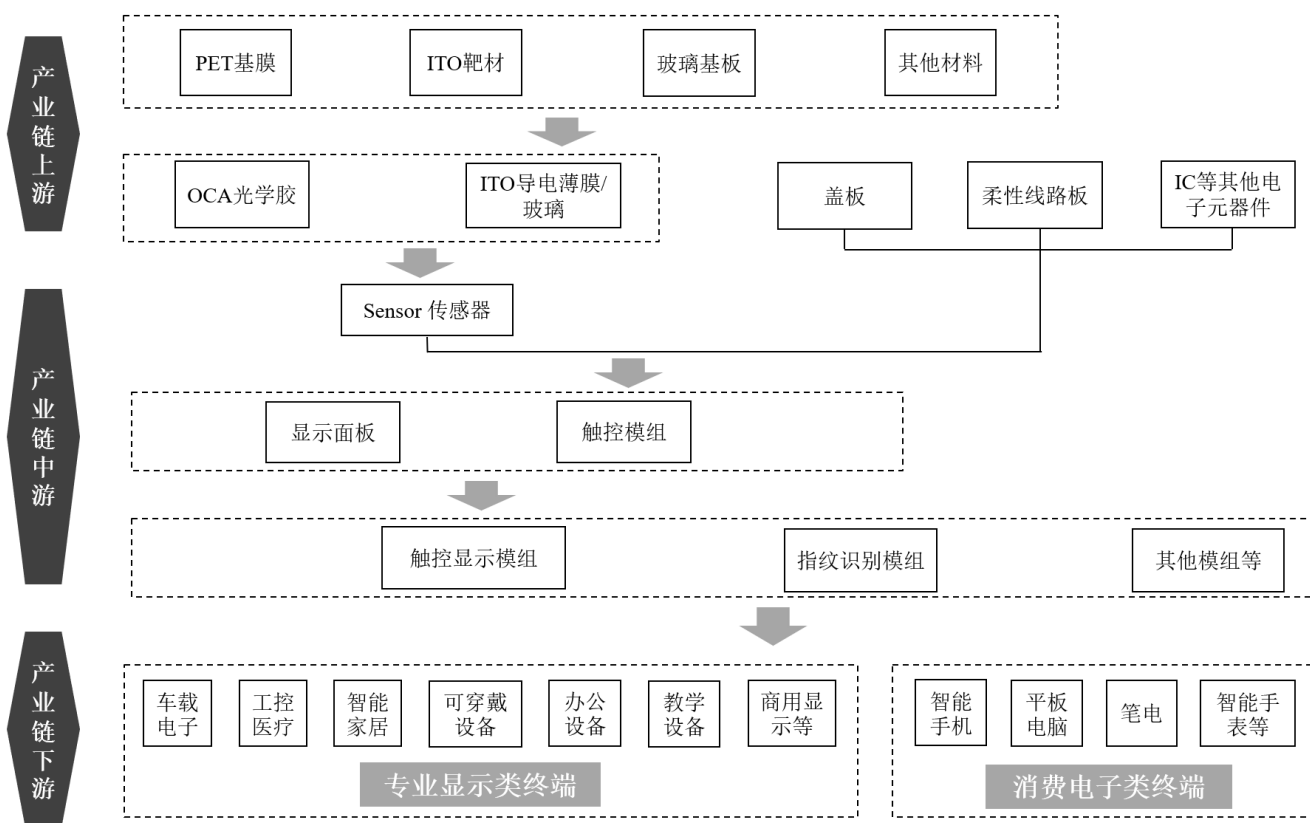 产业链上游
PET基膜
ITO靶材
玻璃基板
其他材料
OCA光学胶
ITO导电薄膜/
玻璃
盖板
柔性线路板
IC等其他电
子元器件
产业链中游
Sensor 传感器
显示面板
触控模组
触控显示模组
指纹识别模组
其他模组等
产业链下游
车载
电子
工控
医疗
智能
家居
可穿戴
设备
办公
设备
教学
设备
商用显
示等
专业显示类终端
智能
手机
平板
电脑
笔电
智能手
表等
消费电子类终端